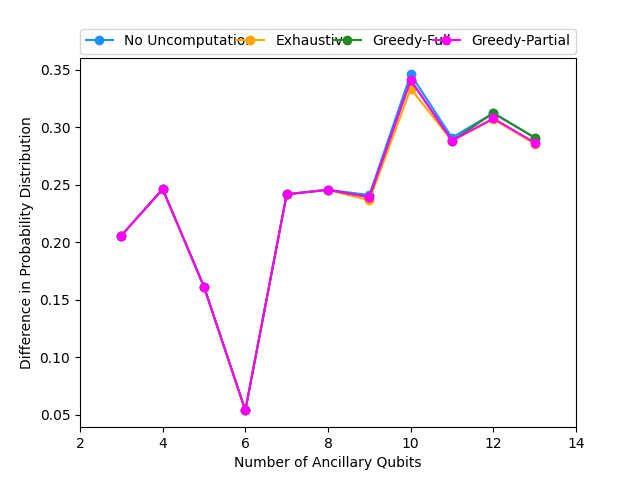 No Uncomputation Exhaustive Greedy-Full Greedy-Partial
0.35
0.30
0.25
0.20
0.15
0.10
0.05
Difference in Probability Distribution
2 4 6 8 10 12 14
Number of Ancillary Qubits